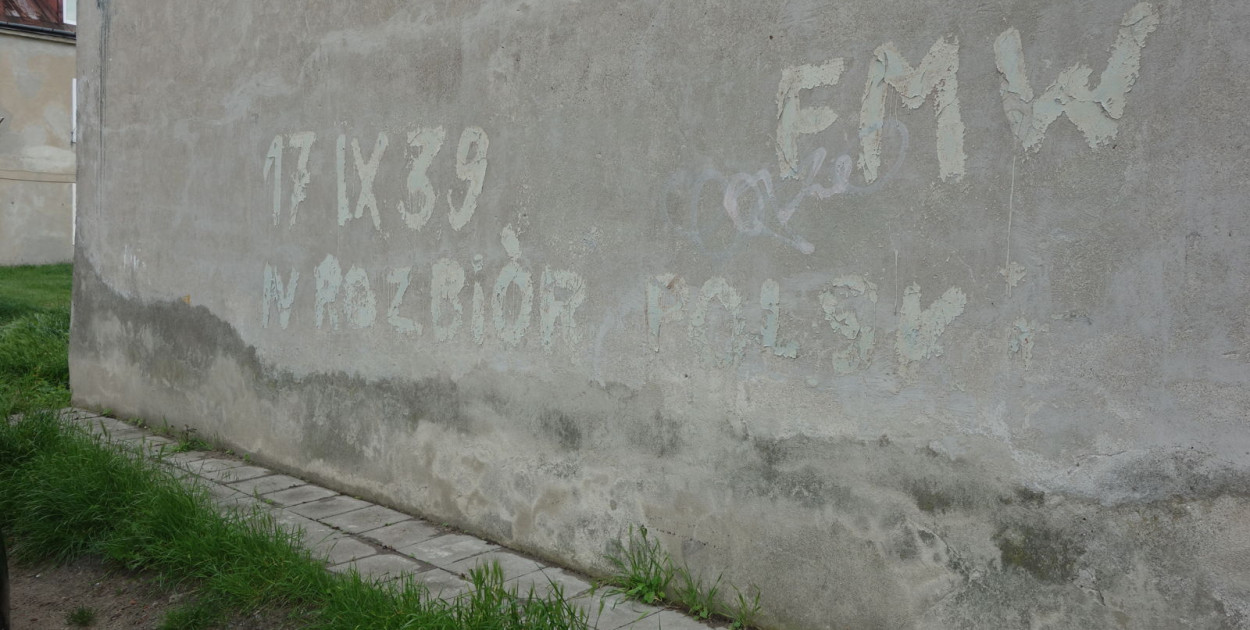 FMW
17 IX 39
IV ROZBIÓR POLSKI